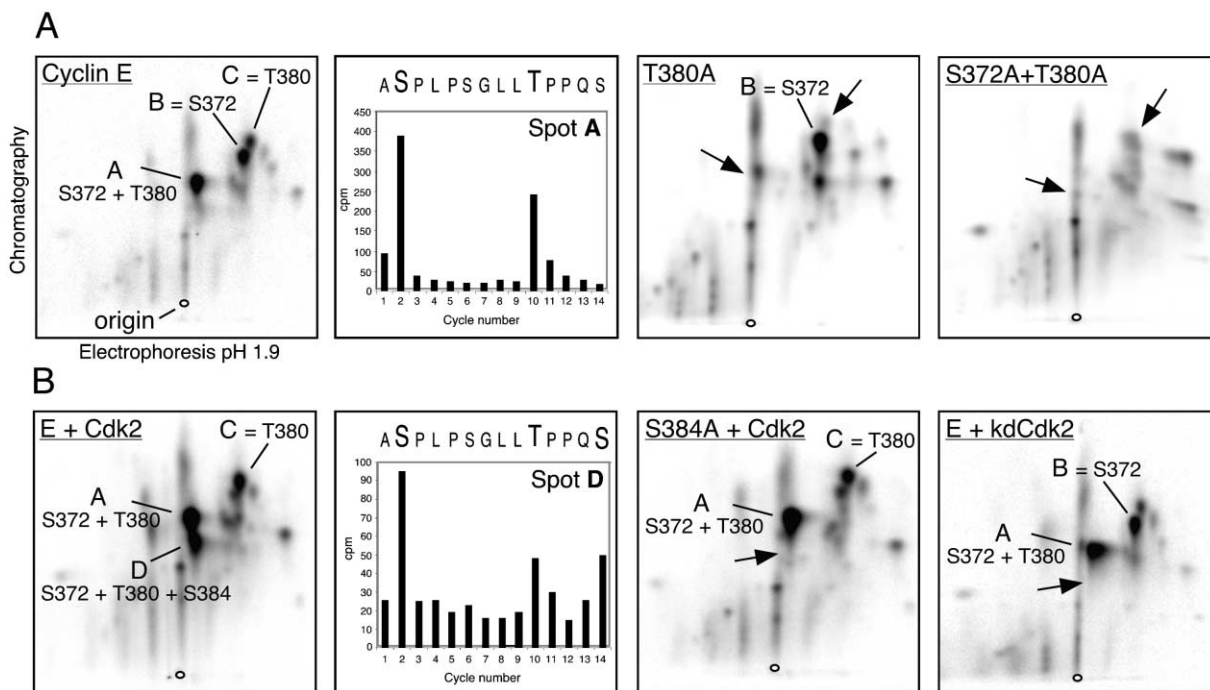 A
Cyclin E
C = T380
B = S372
A
S372 + T380
origin
Chromatography
Electrophoresis pH 1.9
A S P L P S G L L T P P Q S
Spot A
450
400
350
300
250
200
150
100
50
0
cpm
1 2 3 4 5 6 7 8 9 10 11 12 13 14
Cycle number
T380A
B = S372
S372A+T380A
B
E + Cdk2
C = T380
A
S372 + T380
D
S372 + T380 + S384
A S P L P S G L L T P P Q S
Spot D
100
90
80
70
60
50
40
30
20
10
0
cpm
1 2 3 4 5 6 7 8 9 10 11 12 13 14
Cycle number
S384A + Cdk2
C = T380
A
S372 + T380
E + kdCdk2
B = S372
A
S372 + T380